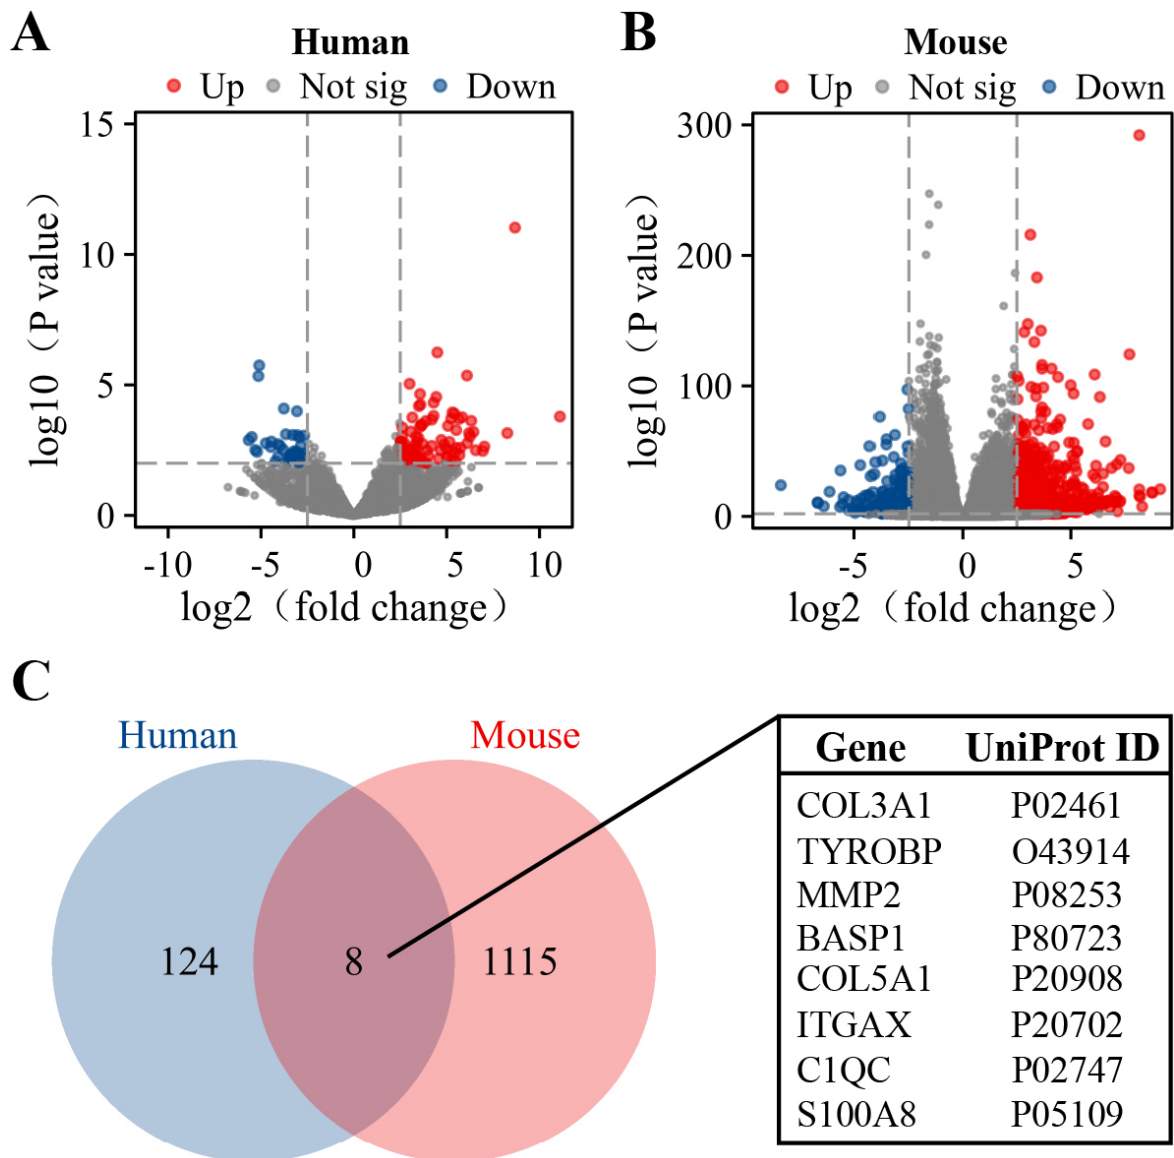 A
Human
Up Not sig Down
15
10
5
0
log10（P value）
-10 -5 0 5 10
log2（fold change）
B
Mouse
Up Not sig Down
300
200
100
0
log10（P value）
-5 0 5
log2（fold change）
C
Human
Mouse
124 8 1115
Gene UniProt ID
COL3A1 P02461
TYROBP O43914
MMP2 P08253
BASP1 P80723
COL5A1 P20908
ITGAX P20702
C1QC P02747
S100A8 P05109